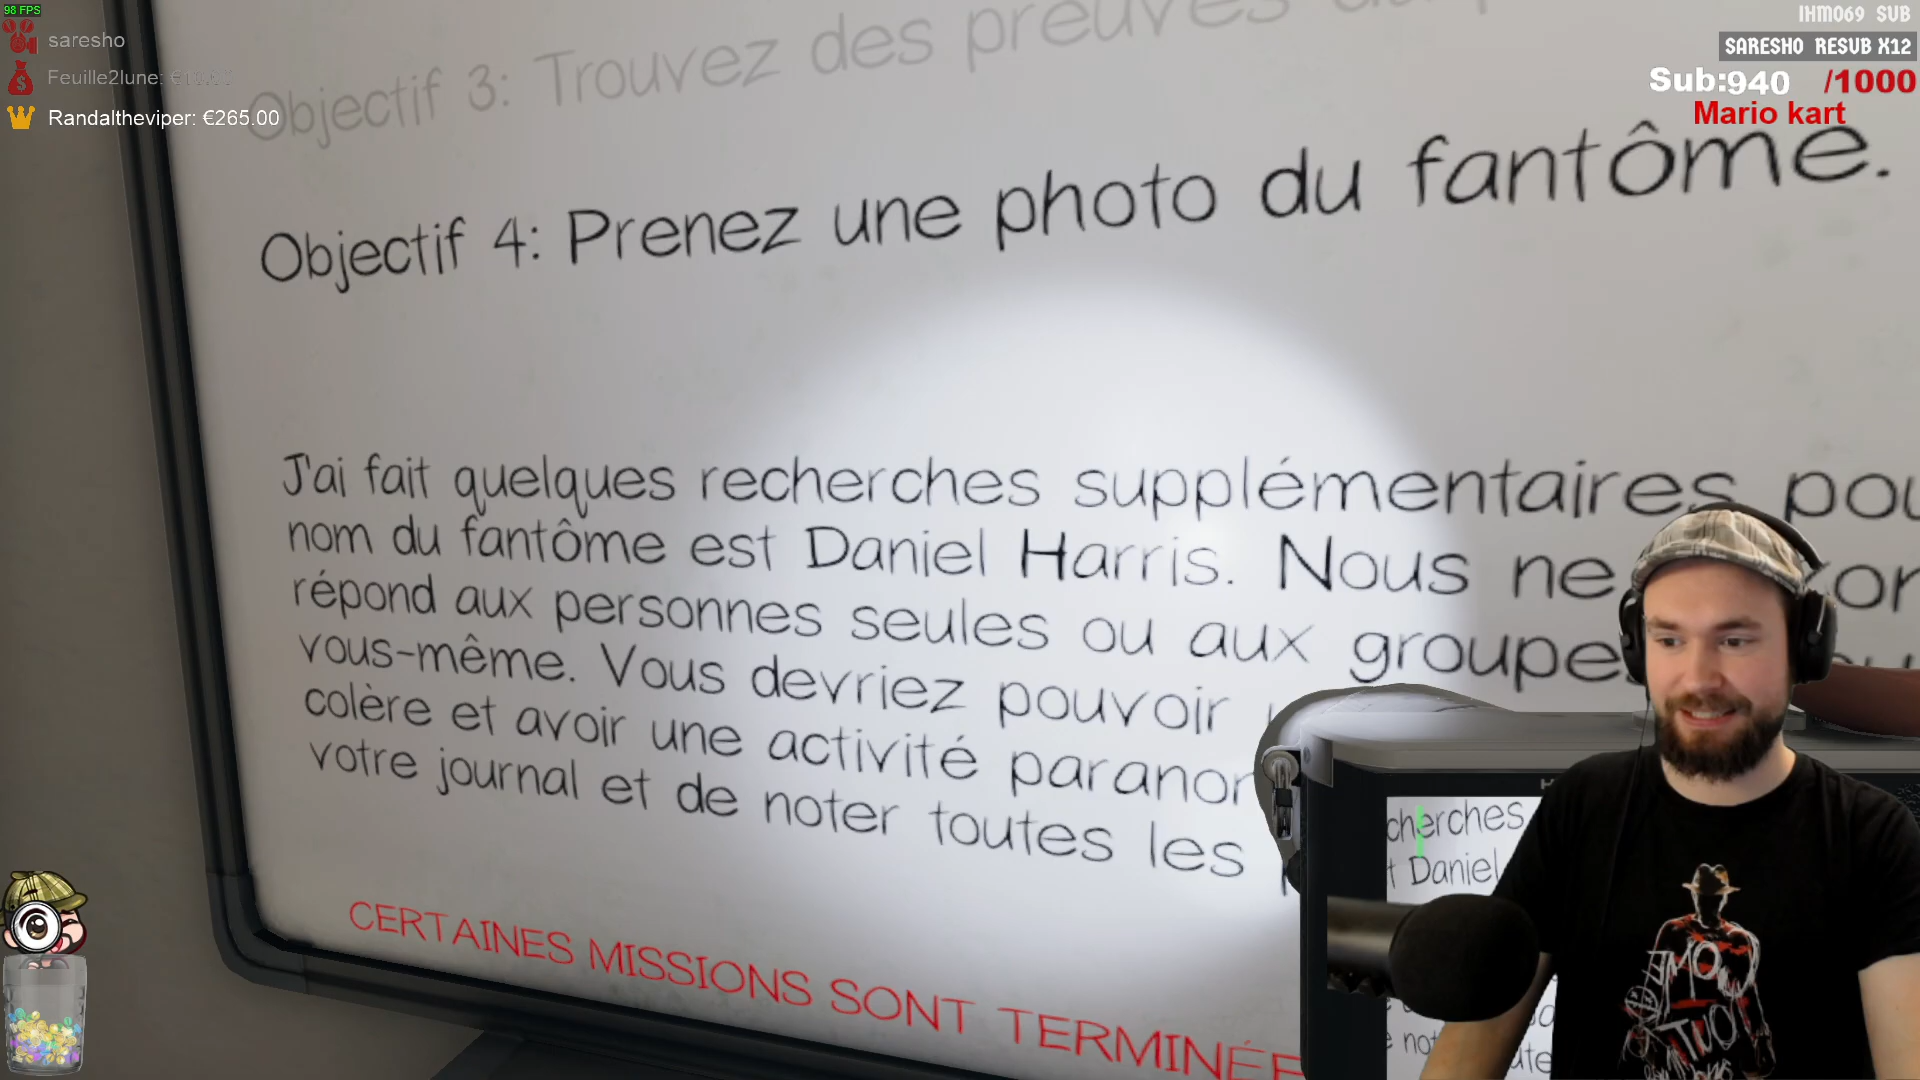 98 FPS
saresho
Feuille2lune:
Randaltheviper: €265.00
IHM069 SUB
SARESHO RESUB X12
Sub:940 /1000
Mario kart
Objectif 3: Trouvez des preuves
Objectif 4: Prenez une photo du fantôme.
J'ai fait quelques recherches supplémentaires
nom du fantôme est Daniel Harris. Nous ne
répond aux personnes seules ou aux
vous-même. Vous devriez pouvoir
colère et avoir une activité
votre journal et de noter toutes les
CERTAINES MISSIONS SONT
cherches
t Daniel